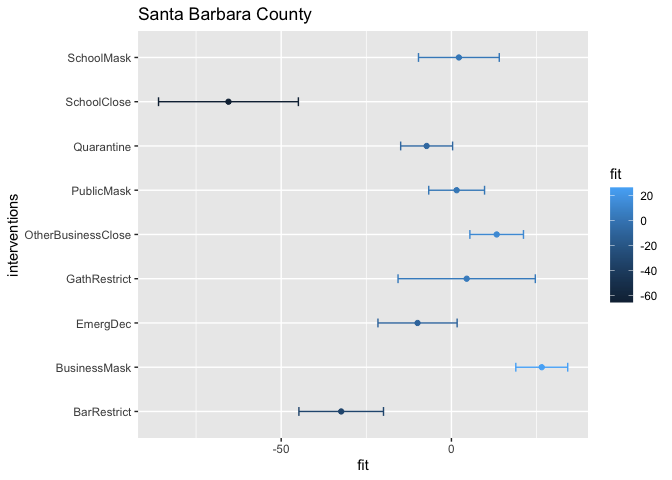 Santa Barbara County
interventions
SchoolMask
SchoolClose
Quarantine
PublicMask
OtherBusinessClose
GathRestrict
EmergDec
BusinessMask
BarRestrict
-50
0
fit
fit
20
0
-20
-40
-60